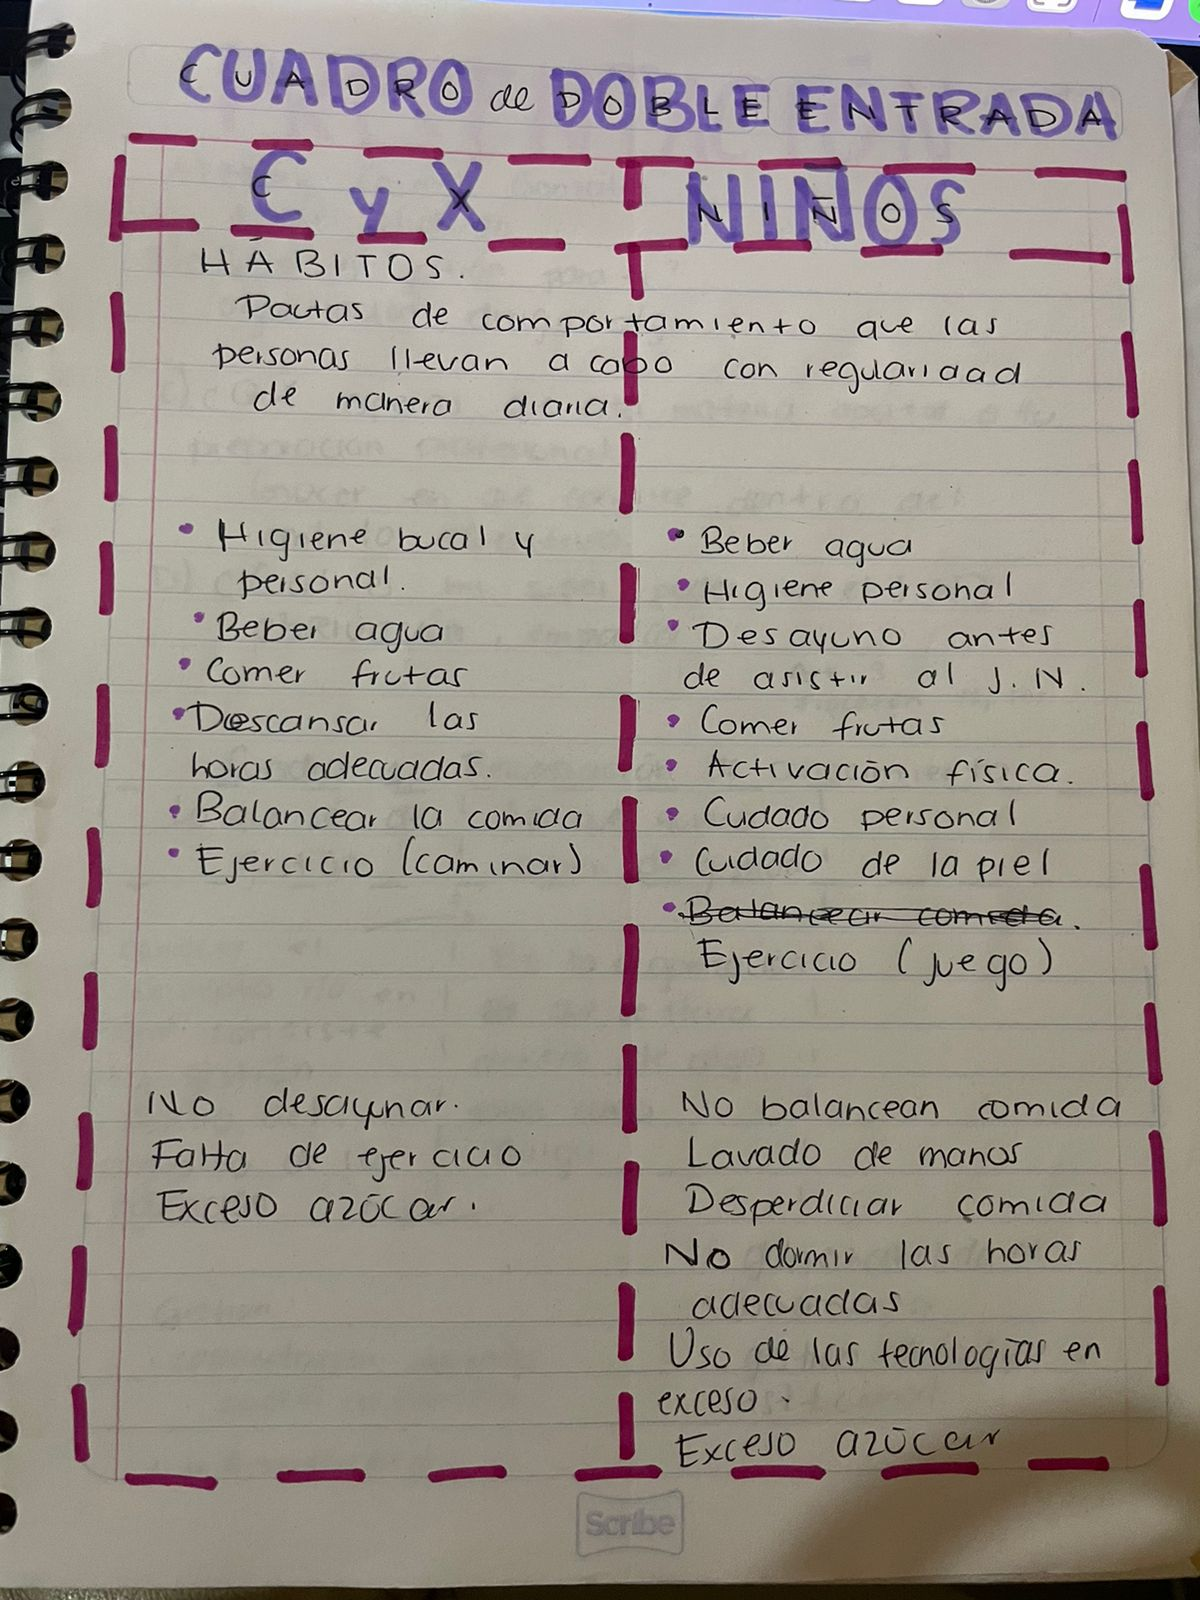 CUADRO de DOBLE ENTRADA
C y X
NIÑOS
HÁBITOS.
Pautas de comportamiento que las
personas llevan a cabo con regularidad
de manera diaria.
• Higiene bucal y
personal.
• Beber agua
• Comer frutas
• Descansar las
horas adecuadas.
• Balancear la comida
• Ejercicio (caminar)
No desayunar.
Falta de ejercicio
Exceso azúcar.
• Beber agua
• Higiene personal
• Desayuno antes
de asistir al J.N.
• Comer frutas
• Activación física.
• Cudado personal
• Cuidado de la piel
• Balancear comida.
Ejercicio (juego)
No balancean comida
Lavado de manos
Desperdiciar comida
No dormir las horas
adecuadas
Uso de las tecnologías en
exceso.
Exceso azúcar
Scribe